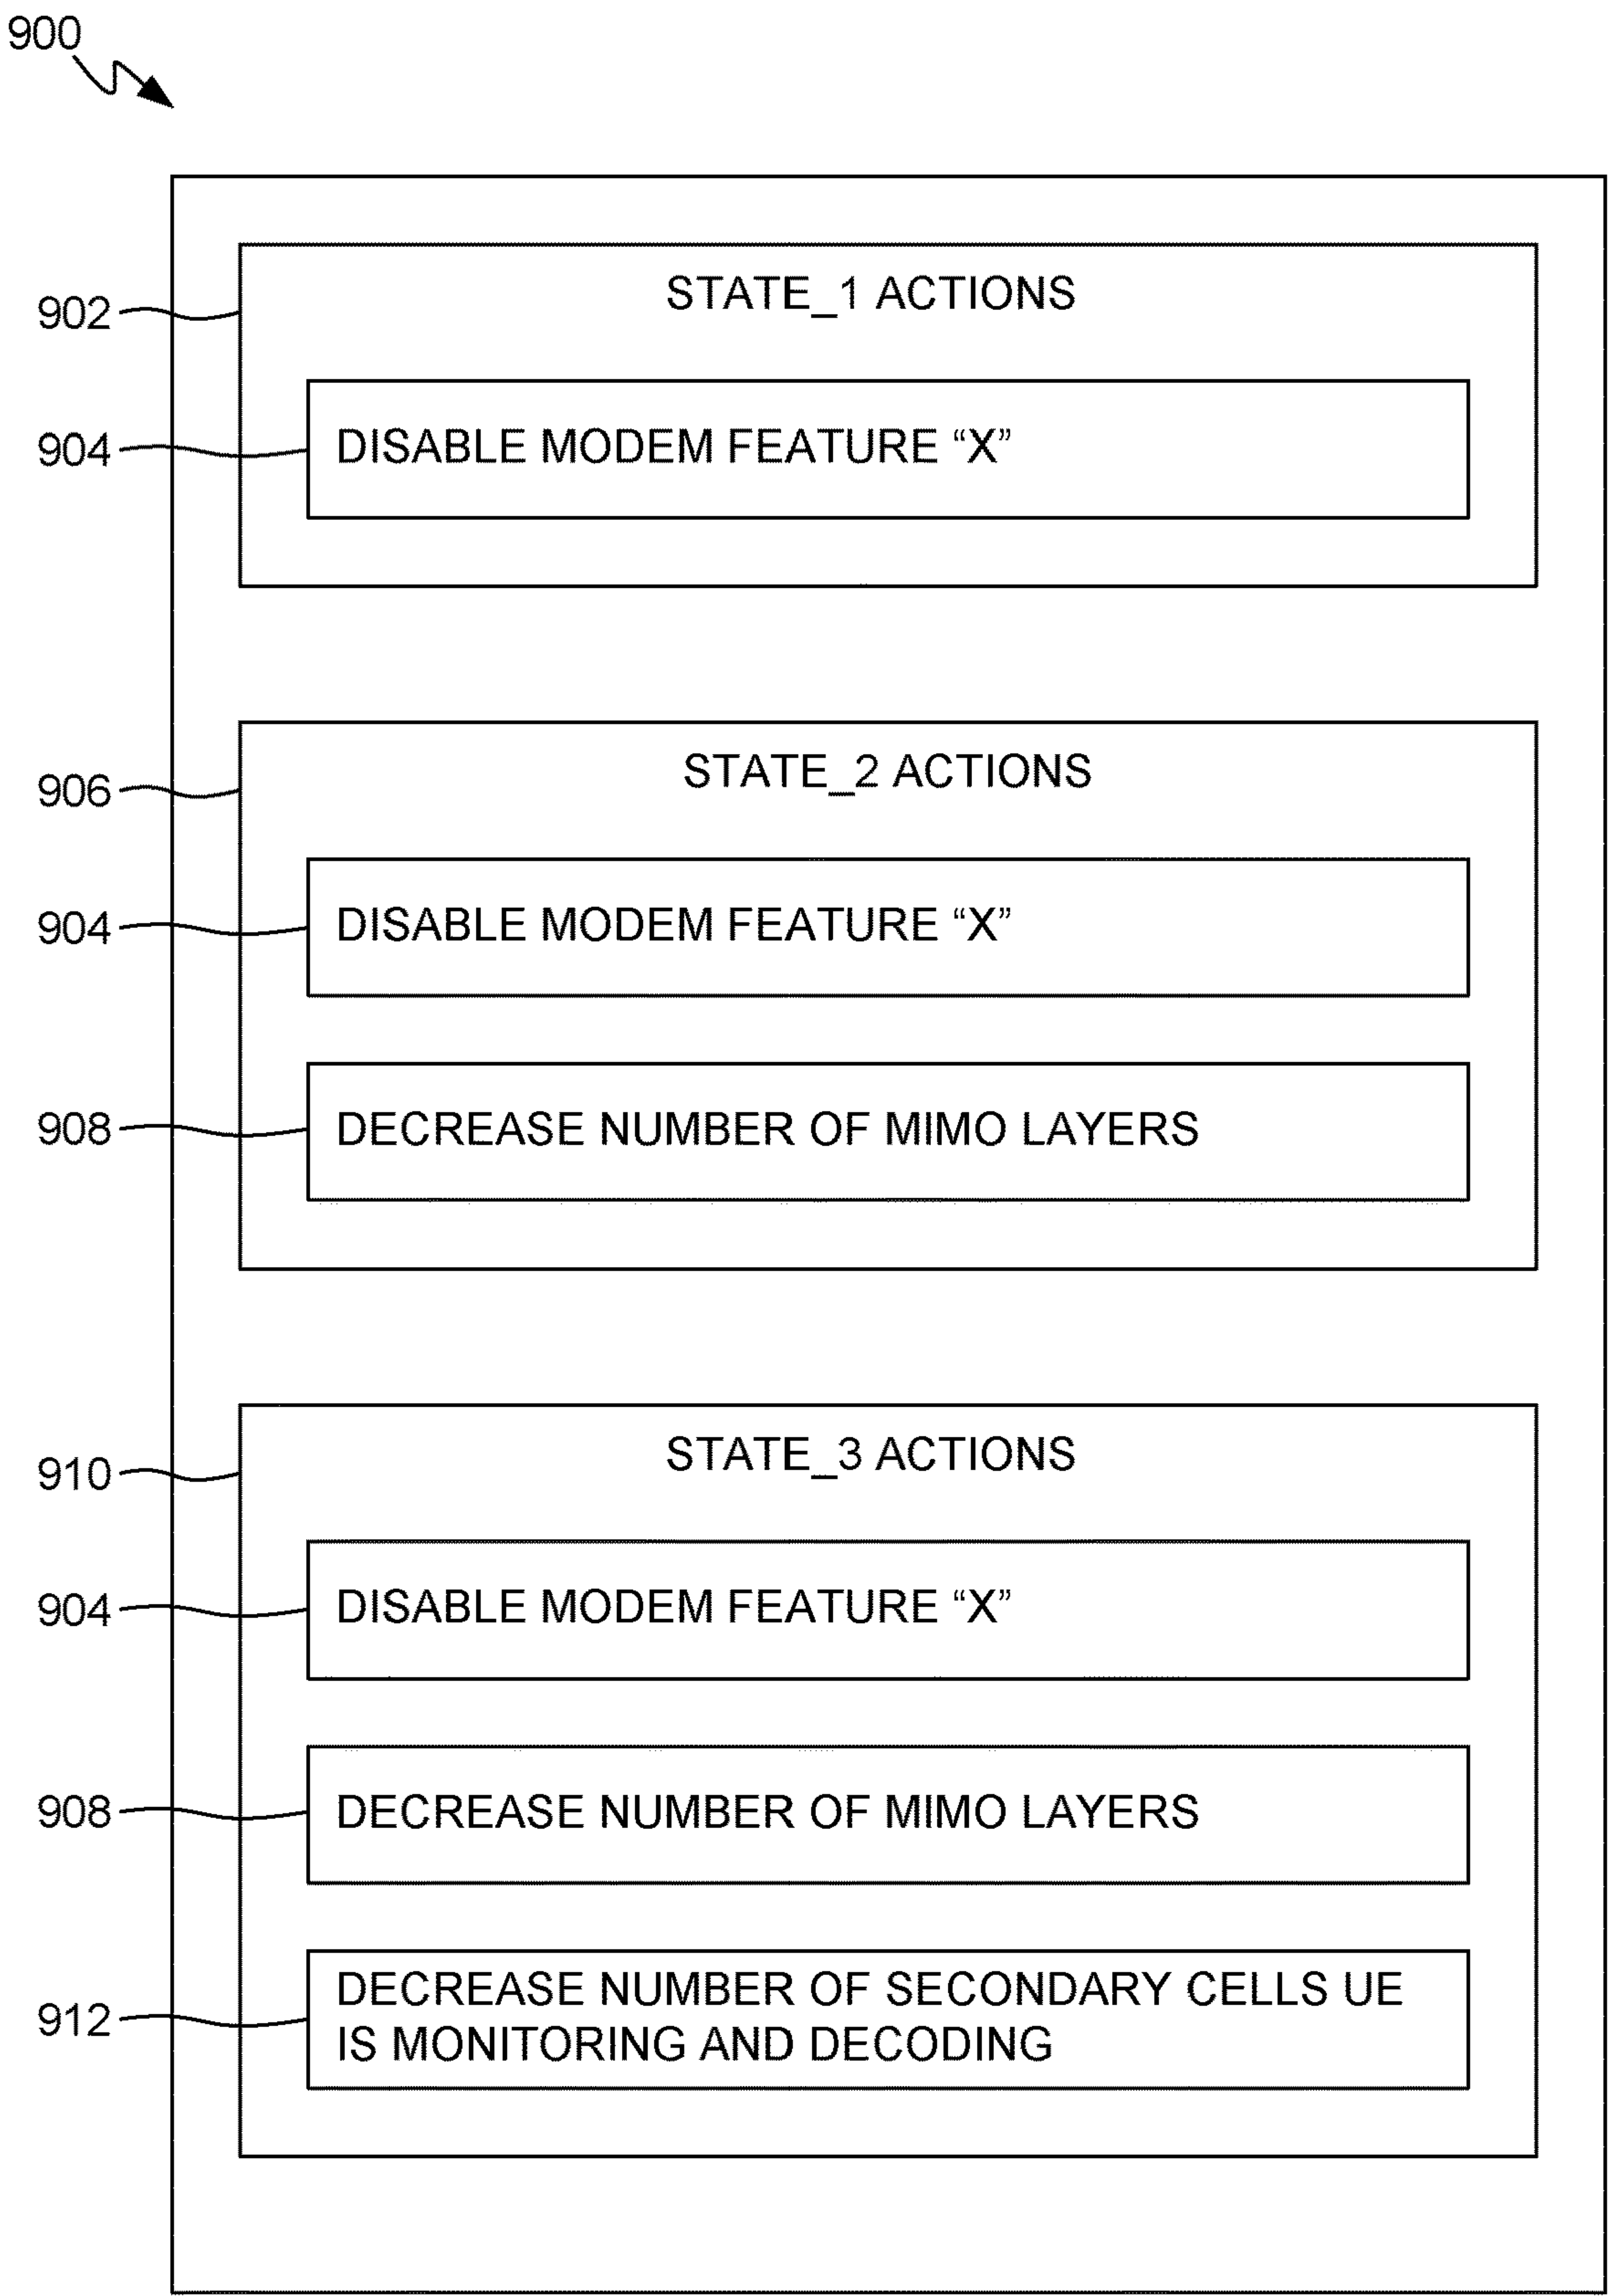 900
902
STATE_1 ACTIONS
904
DISABLE MODEM FEATURE “X”
906
STATE_2 ACTIONS
904
DISABLE MODEM FEATURE “X”
908
DECREASE NUMBER OF MIMO LAYERS
910
STATE_3 ACTIONS
904
DISABLE MODEM FEATURE “X”
908
DECREASE NUMBER OF MIMO LAYERS
912
DECREASE NUMBER OF SECONDARY CELLS UE
IS MONITORING AND DECODING